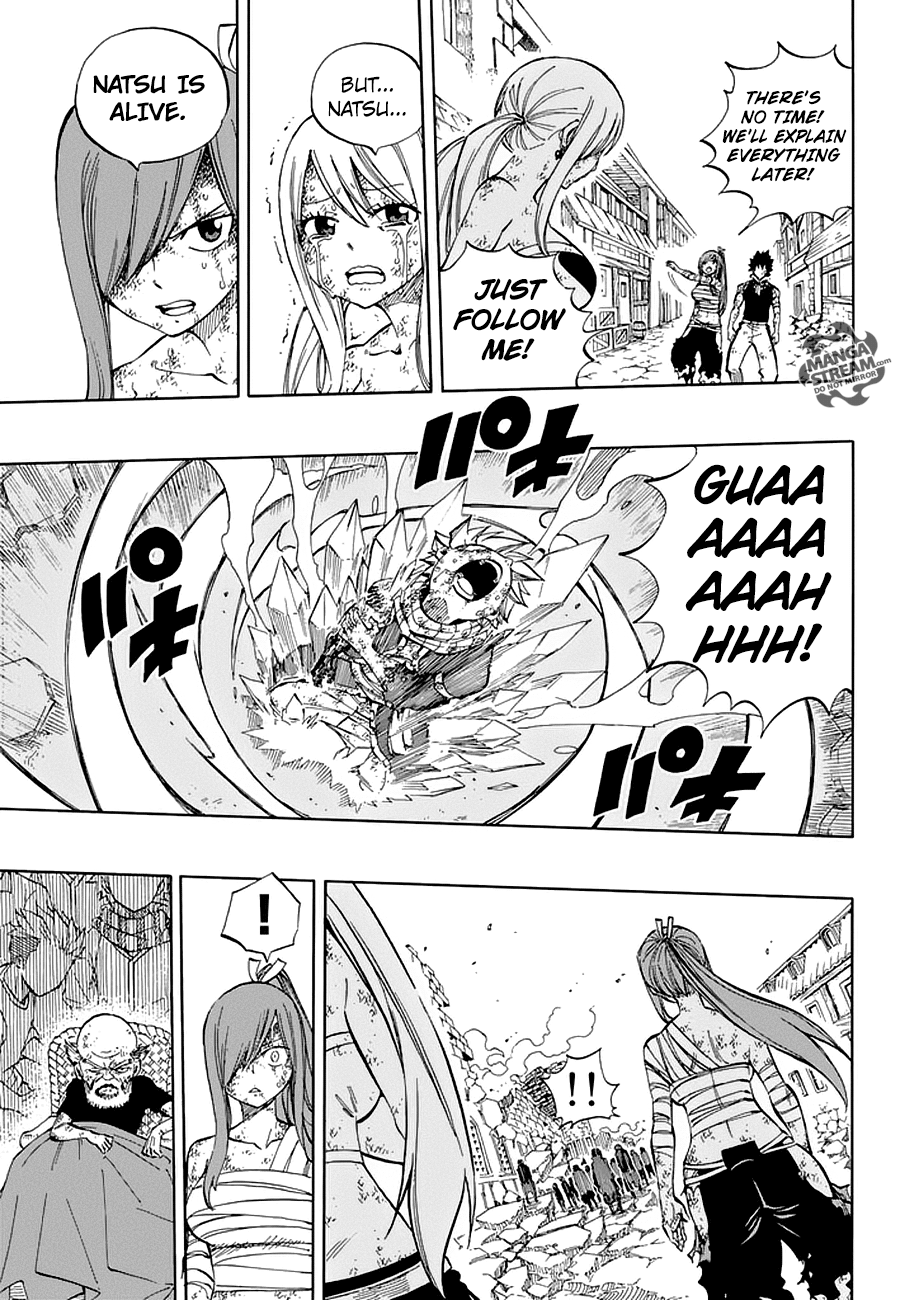 THERE'S
NO TIME!
WE'LL EXPLAIN
EVERYTHING
LATER!
JUST
FOLLOW
ME!
MANGA
STREAM.com
DO NOT MIRROR
BUT...
NATSU...
NATSU IS
ALIVE.
GUAA
AAAA
AAAH
HHH!
パキ
パキ
パキ
!!
!